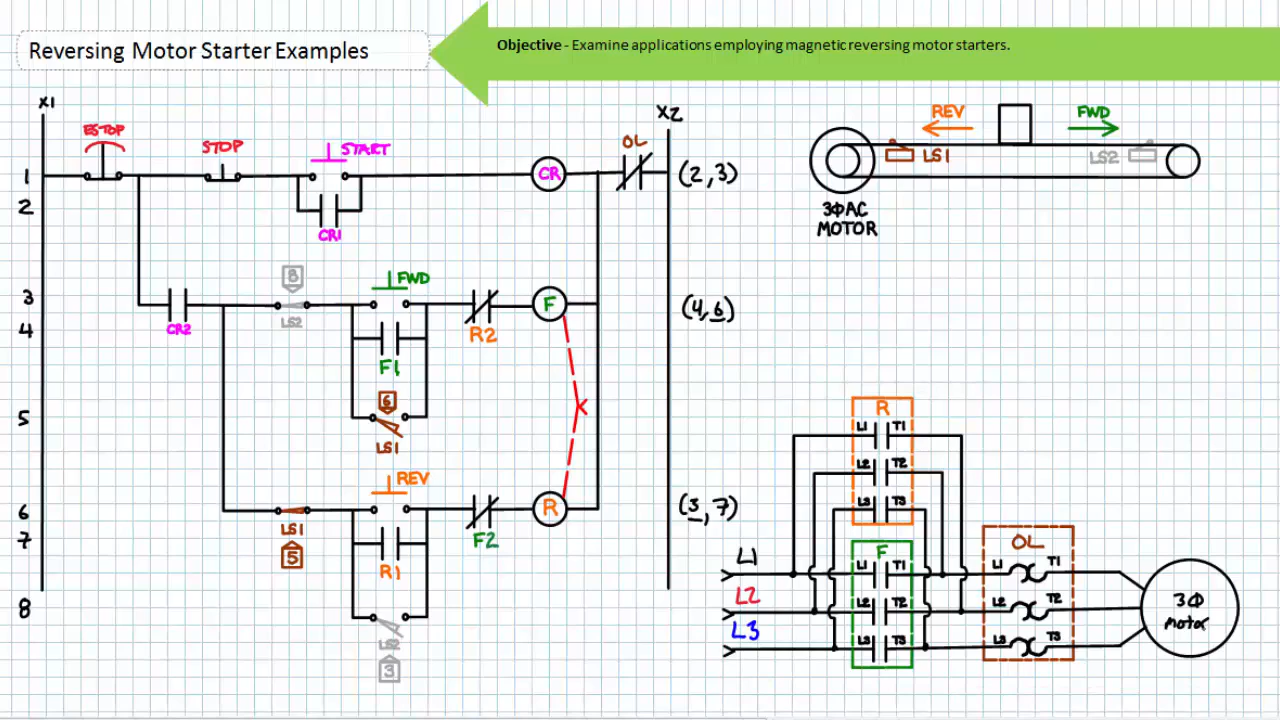 Reversing Motor Starter Examples
Objective - Examine applications employing magnetic reversing motor starters.
X1
X2
ESTOP
STOP
START
OL
1
CR
(2,3)
2
CR1
8
FWD
3
F
(4,6)
LS2
CR2
R2
4
F1
6
5
LS1
REV
6
R
(3,7)
LS1
F2
7
5
R1
8
LS2
3
REV
FWD
LS1
LS2
3Φ AC
MOTOR
R
L1 T1
L2 T2
L3 T3
F
OL
L1
L1 T1
L1 T1
L2
L2 T2
L2 T2
L3
L3 T3
L3 T3
3Φ
motor